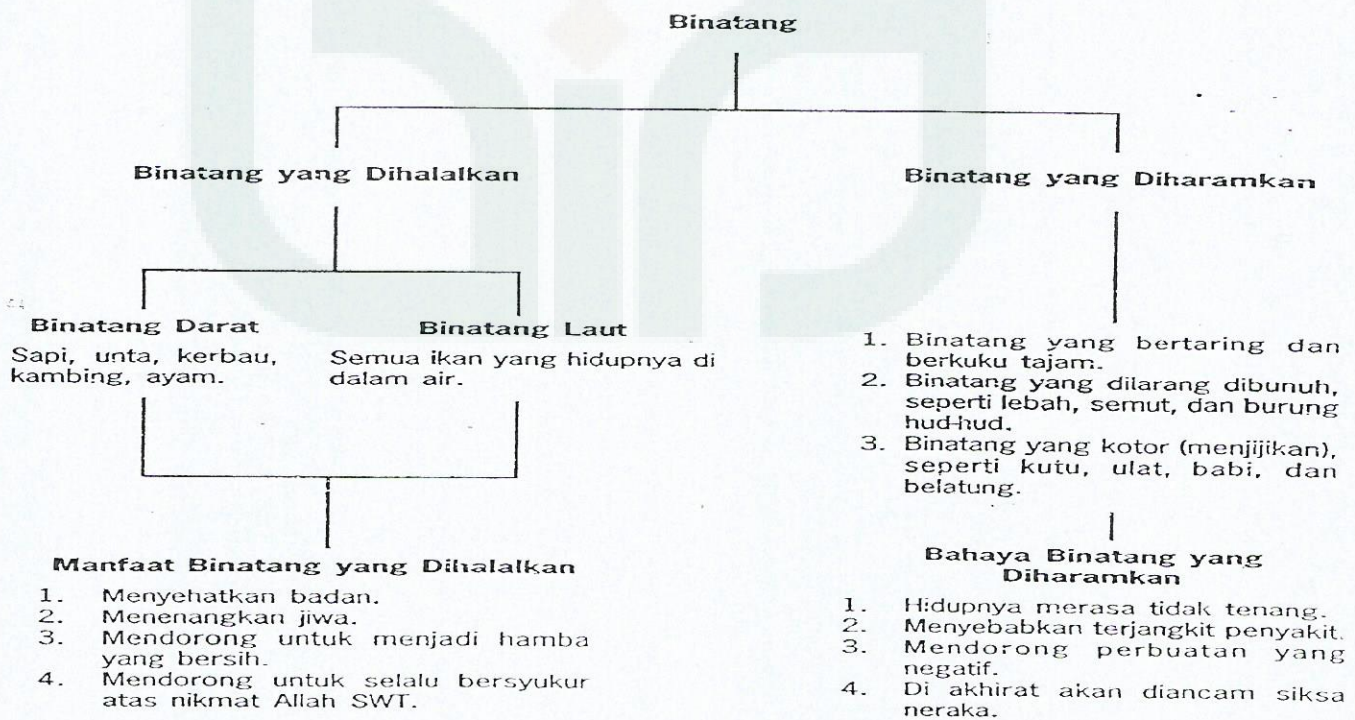 Binatang
Binatang yang Dihalalkan
Binatang yang Diharamkan
Binatang Darat
Sapi, unta, kerbau,
kambing, ayam.
Binatang Laut
Semua ikan yang hidupnya di
dalam air.
Manfaat Binatang yang Dihalalkan
1. Menyehatkan badan.
2. Menenangkan jiwa.
3. Mendorong untuk menjadi hamba
yang bersih.
4. Mendorong untuk selalu bersyukur
atas nikmat Allah SWT.
1. Binatang yang bertaring dan
berkuku tajam.
2. Binatang yang dilarang dibunuh,
seperti lebah, semut, dan burung
hud-hud.
3. Binatang yang kotor (menjijikan),
seperti kutu, ulat, babi, dan
belatung.
Bahaya Binatang yang
Diharamkan
1. Hidupnya merasa tidak tenang.
2. Menyebabkan terjangkit penyakit.
3. Mendorong perbuatan yang
negatif.
4. Di akhirat akan diancam siksa
neraka.